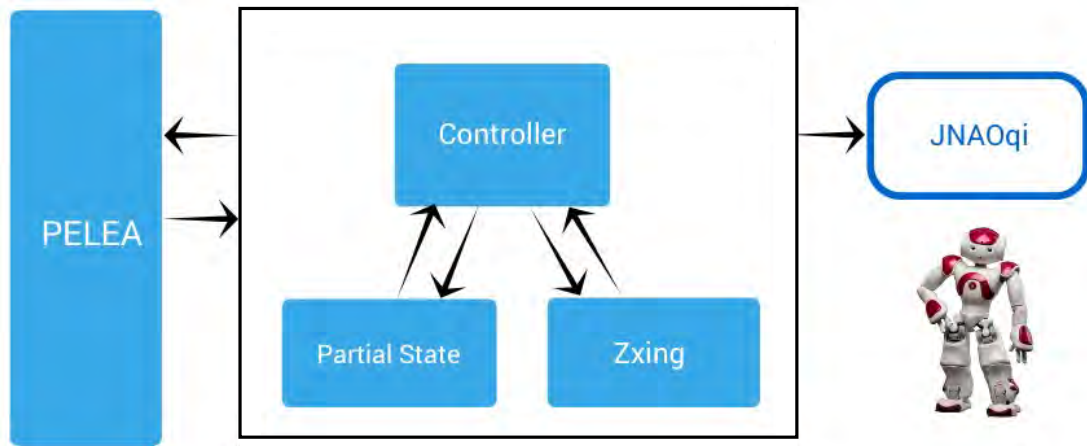 Controller
JNAOqi
PELEA
Partial State
Zxing